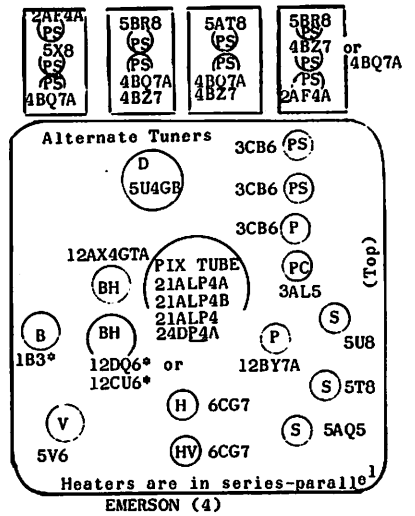 2AF4A
PS
5X8
PS
PS
4BQ7A
5BR8
PS
PS
4BQ7A
4BZ7
5AT8
PS
PS
4BQ7A
4BZ7
5BR8
PS
4BZ7 or
4BQ7A
PS
PS
2AF4A
Alternate Tuners
D
5U4GB
3CB6 PS
3CB6 PS
3CB6 P
PC
3AL5
(Top)
12AX4GTA
BH
PIX TUBE
21ALP4A
21ALP4B
21ALP4
24DP4A
B
1B3*
BH
12DQ6* or
12CU6*
P
12BY7A
S
5U8
S 5T8
H 6CG7
S 5AQ5
V
5V6
HV 6CG7
Heaters are in series-parallel
EMERSON (4)